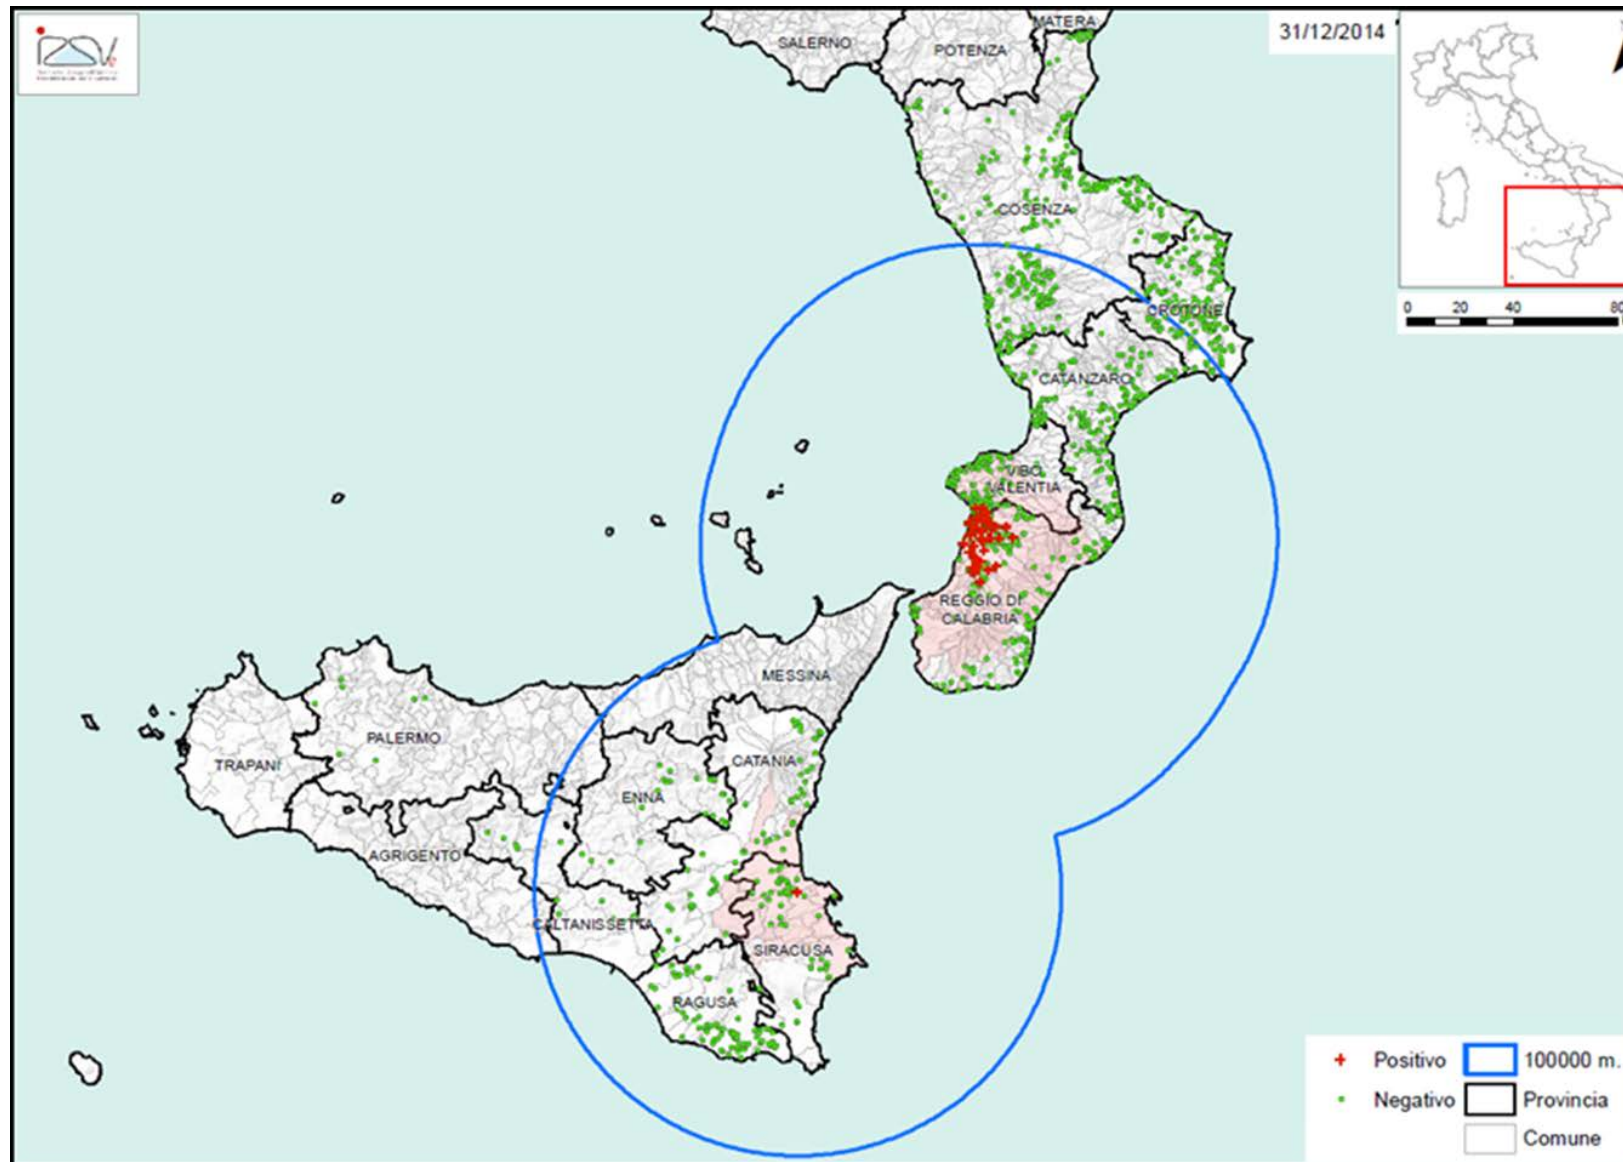 MATERA
SALERNO
POTENZA
31/12/2014
COSENZA
0 20 40 80
CROTONE
CATANZARO
VIBO
VALENTIA
REGGIO DI
CALABRIA
MESSINA
PALERMO
TRAPANI
CATANIA
ENNA
AGRIGENTO
CALTANISSETTA
SIRACUSA
RAGUSA
Positivo 100000 m.
Negativo Provincia
Comune